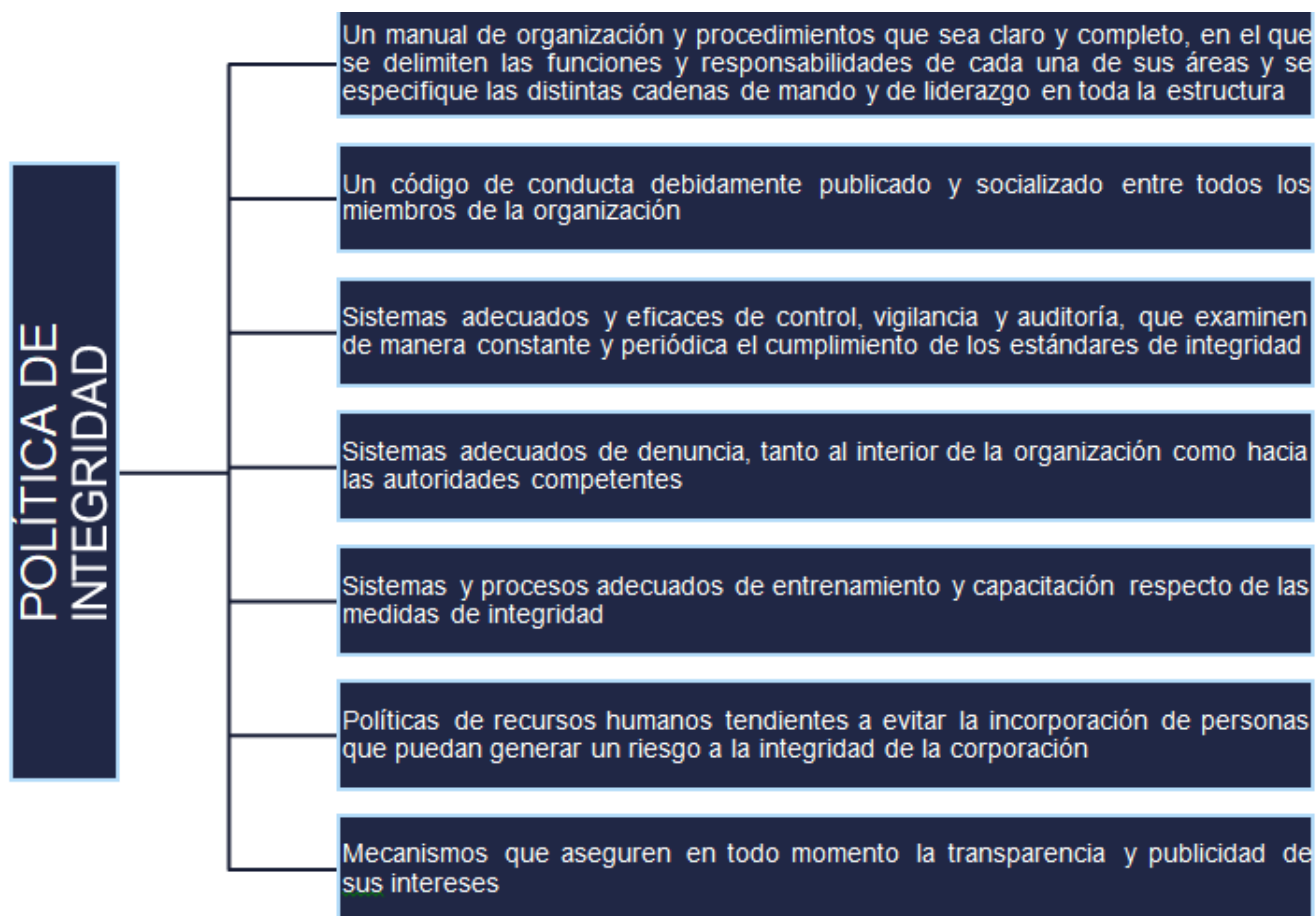 POLÍTICA DE
INTEGRIDAD
Un manual de organización y procedimientos que sea claro y completo, en el que
se delimiten las funciones y responsabilidades de cada una de sus áreas y se
especifique las distintas cadenas de mando y de liderazgo en toda la estructura
Un código de conducta debidamente publicado y socializado entre todos los
miembros de la organización
Sistemas adecuados y eficaces de control, vigilancia y auditoría, que examinen
de manera constante y periódica el cumplimiento de los estándares de integridad
Sistemas adecuados de denuncia, tanto al interior de la organización como hacia
las autoridades competentes
Sistemas y procesos adecuados de entrenamiento y capacitación respecto de las
medidas de integridad
Políticas de recursos humanos tendientes a evitar la incorporación de personas
que puedan generar un riesgo a la integridad de la corporación
Mecanismos que aseguren en todo momento la transparencia y publicidad de
sus intereses